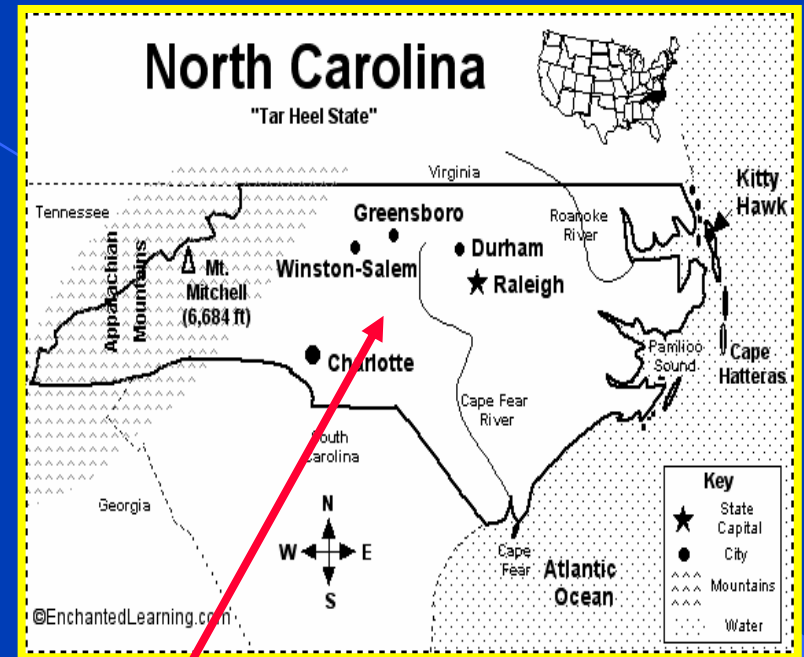 North Carolina
"Tar Heel State"
Virginia
Kitty
Hawk
Tennessee
Greensboro
Roanoke
River
Durham
Winston-Salem
Raleigh
Appalachian
Mountains
Mt.
Mitchell
(6,684 ft)
Charlotte
Pamlico
Sound
Cape
Hatteras
Cape Fear
River
South
Carolina
Georgia
N
W E
S
Cape
Fear
Atlantic
Ocean
Key
State
Capital
City
Mountains
Water
©EnchantedLearning.com